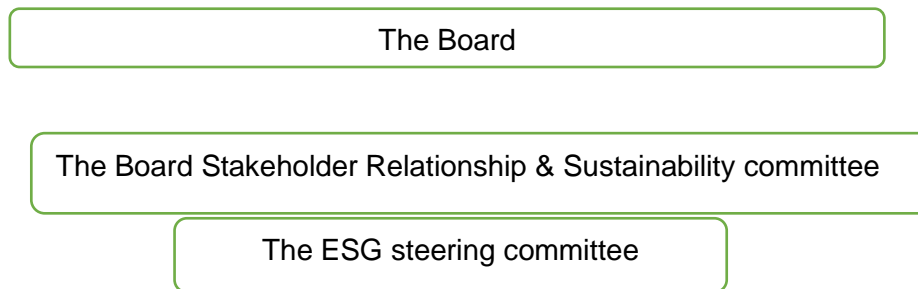 The Board
The Board Stakeholder Relationship & Sustainability committee
The ESG steering committee